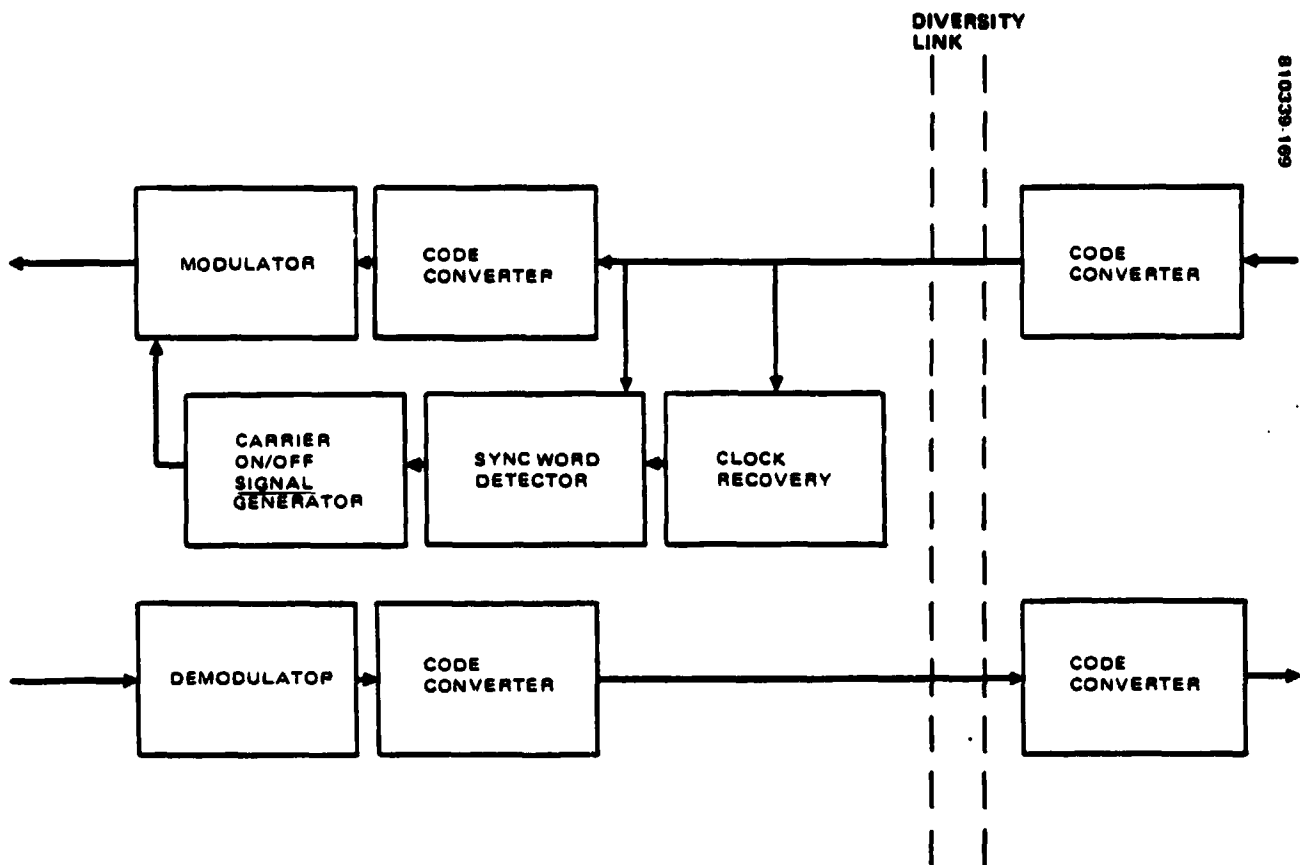 DIVERSITY
LINK
810339-169
MODULATOR
CODE
CONVERTER
CODE
CONVERTER
CARRIER
ON/OFF
SIGNAL
GENERATOR
SYNC WORD
DETECTOR
CLOCK
RECOVERY
DEMODULATOR
CODE
CONVERTER
CODE
CONVERTER